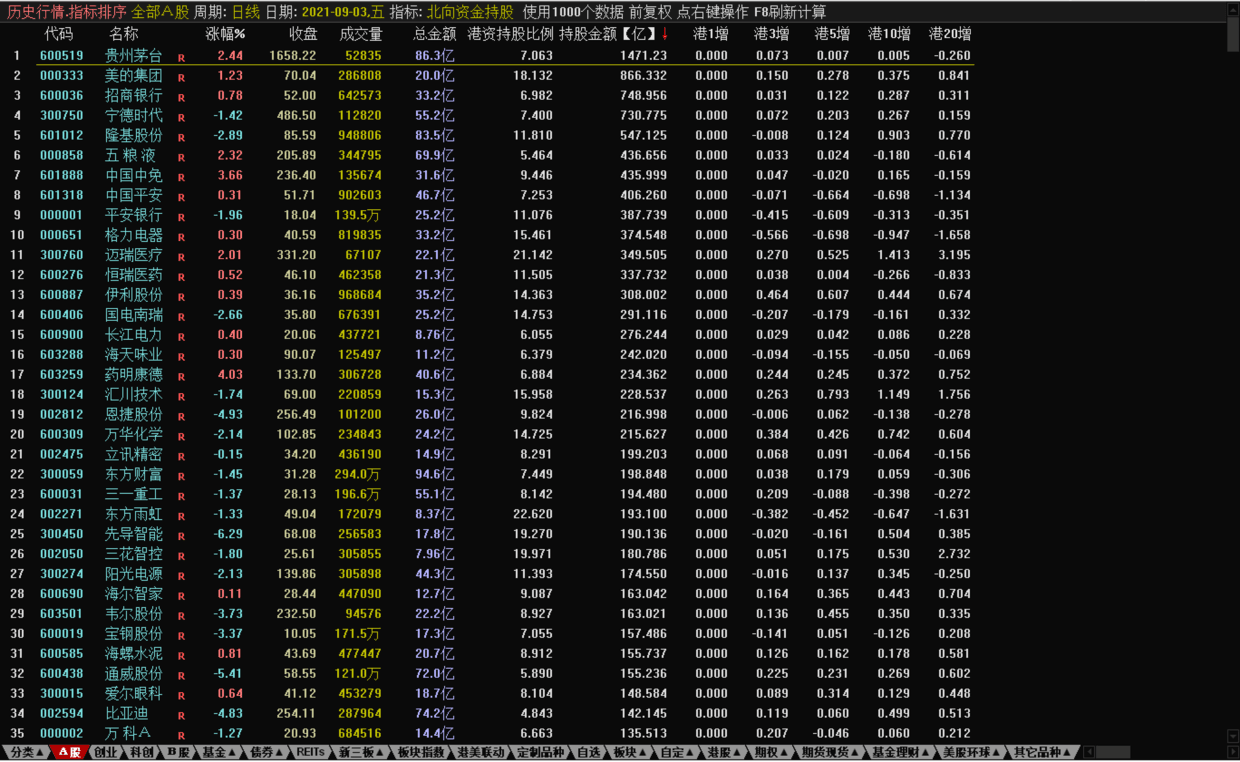 历史行情.指标排序 全部A股 周期: 日线 日期: 2021-09-03,五 指标: 北向资金持股 使用1000个数据 前复权 点右键操作 F8刷新计算
代码 名称 涨幅% 收盘 成交量 总金额 港资持股比例 持股金额【亿】↓ 港1增 港3增 港5增 港10增 港20增
1 600519 贵州茅台 R 2.44 1658.22 52835 86.3亿 7.063 1471.23 0.000 0.073 0.007 0.005 -0.260
2 000333 美的集团 R 1.23 70.04 286808 20.0亿 18.132 866.332 0.000 0.150 0.278 0.375 0.841
3 600036 招商银行 R 0.78 52.00 642573 33.2亿 6.982 748.956 0.000 0.031 0.122 0.287 0.311
4 300750 宁德时代 R -1.42 486.50 112820 55.2亿 7.400 730.775 0.000 0.072 0.203 0.267 0.159
5 601012 隆基股份 R -2.89 85.59 948806 83.5亿 11.810 547.125 0.000 -0.008 0.124 0.903 0.770
6 000858 五 粮 液 R 2.32 205.89 344795 69.9亿 5.464 436.656 0.000 0.033 0.024 -0.180 -0.614
7 601888 中国中免 R 3.66 236.40 135674 31.6亿 9.446 435.999 0.000 0.047 -0.020 0.165 -0.159
8 601318 中国平安 R 0.31 51.71 902603 46.7亿 7.253 406.260 0.000 -0.071 -0.664 -0.698 -1.134
9 000001 平安银行 R -1.96 18.04 139.5万 25.2亿 11.076 387.739 0.000 -0.415 -0.609 -0.313 -0.351
10 000651 格力电器 R 0.30 40.59 819835 33.2亿 15.461 374.548 0.000 -0.566 -0.698 -0.947 -1.658
11 300760 迈瑞医疗 R 2.01 331.20 67107 22.1亿 21.142 349.505 0.000 0.270 0.525 1.413 3.195
12 600276 恒瑞医药 R 0.52 46.10 462358 21.3亿 11.505 337.732 0.000 0.038 0.004 -0.266 -0.833
13 600887 伊利股份 R 0.39 36.16 968684 35.2亿 14.363 308.002 0.000 0.464 0.607 0.444 0.674
14 600406 国电南瑞 R -2.66 35.80 676391 25.2亿 14.753 291.116 0.000 -0.207 -0.179 -0.161 0.332
15 600900 长江电力 R 0.40 20.06 437721 8.76亿 6.055 276.244 0.000 0.029 0.042 0.086 0.228
16 603288 海天味业 R 0.30 90.07 125497 11.2亿 6.379 242.020 0.000 -0.094 -0.155 -0.050 -0.069
17 603259 药明康德 R 4.03 133.70 306728 40.6亿 6.884 234.362 0.000 0.244 0.245 0.372 0.752
18 300124 汇川技术 R -1.74 69.00 220859 15.3亿 15.958 228.537 0.000 0.263 0.793 1.149 1.756
19 002812 恩捷股份 R -4.93 256.49 101200 26.0亿 9.824 216.998 0.000 -0.006 0.062 -0.138 -0.278
20 600309 万华化学 R -2.14 102.85 234843 24.2亿 14.725 215.627 0.000 0.384 0.426 0.742 0.604
21 002475 立讯精密 R -0.15 34.20 436190 14.9亿 8.291 199.203 0.000 0.068 0.091 -0.064 -0.156
22 300059 东方财富 R -1.45 31.28 294.0万 94.6亿 7.449 198.848 0.000 0.038 0.179 0.059 -0.306
23 600031 三一重工 R -1.37 28.13 196.6万 55.1亿 8.142 194.480 0.000 0.209 -0.088 -0.398 -0.272
24 002271 东方雨虹 R -1.33 49.04 172079 8.37亿 22.620 193.100 0.000 -0.382 -0.452 -0.647 -1.631
25 300450 先导智能 R -6.29 68.08 256583 17.8亿 19.270 190.136 0.000 -0.020 -0.161 0.504 0.385
26 002050 三花智控 R -1.80 25.61 305855 7.96亿 19.971 180.786 0.000 0.051 0.175 0.530 2.732
27 300274 阳光电源 R -2.13 139.86 305898 44.3亿 11.393 174.550 0.000 -0.016 0.137 0.345 -0.250
28 600690 海尔智家 R 0.11 28.44 447090 12.7亿 9.087 163.042 0.000 0.164 0.365 0.443 0.704
29 603501 韦尔股份 R -3.73 232.50 94576 22.2亿 8.927 163.021 0.000 0.136 0.455 0.350 0.335
30 600019 宝钢股份 R -3.37 10.05 171.5万 17.3亿 7.055 157.486 0.000 -0.141 0.051 -0.126 0.208
31 600585 海螺水泥 R 0.81 43.69 477447 20.7亿 8.912 155.737 0.000 0.126 0.162 0.178 0.581
32 600438 通威股份 R -5.41 58.55 121.0万 72.0亿 5.890 155.236 0.000 0.225 0.231 0.269 0.602
33 300015 爱尔眼科 R 0.64 41.12 453279 18.7亿 8.104 148.584 0.000 0.089 0.314 0.129 0.448
34 002594 比亚迪 R -4.83 254.11 287964 74.2亿 4.843 142.145 0.000 0.119 0.060 0.499 0.513
35 000002 万 科A R -1.27 20.93 684516 14.4亿 6.663 135.513 0.000 0.207 -0.046 0.060 0.212
分类▲ A股 创业 科创 B股 基金▲ 债券▲ REITs 新三板▲ 板块指数 港美联动 定制品种 自选 板块▲ 自定▲ 港股▲ 期权▲ 期货现货▲ 基金理财▲ 美股环球▲ 其它品种▲